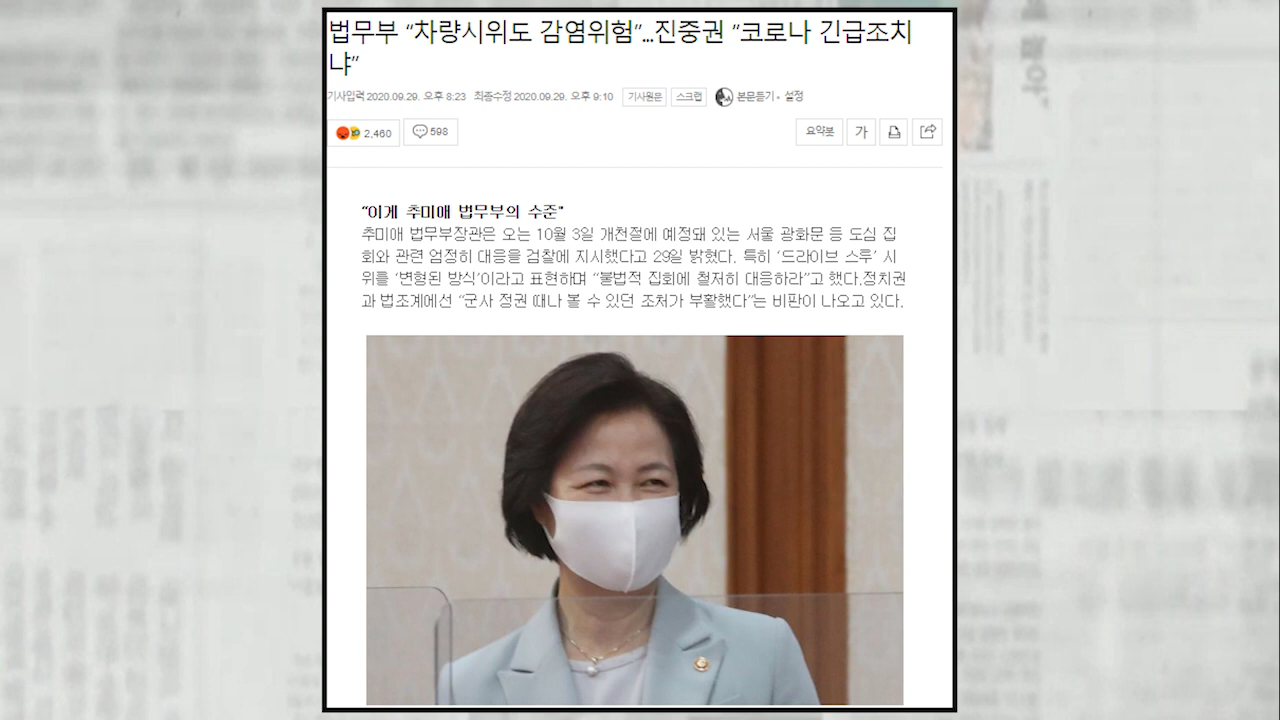 법무부 “차량시위도 감염위험”...진중권 “코로나 긴급조치
냐”
기사입력 2020.09.29. 오후 8:23 최종수정 2020.09.29. 오후 9:10 기사원문 스크랩 본문듣기 · 설정
2,460 598 요약봇 가
“이게 추미애 법무부의 수준”
추미애 법무부장관은 오는 10월 3일 개천절에 예정돼 있는 서울 광화문 등 도심 집
회와 관련 엄정히 대응을 검찰에 지시했다고 29일 밝혔다. 특히 ‘드라이브 스루’ 시
위를 ‘변형된 방식’이라고 표현하며 “불법적 집회에 철저히 대응하라”고 했다.정치권
과 법조계에선 “군사 정권 때나 볼 수 있던 조처가 부활했다”는 비판이 나오고 있다.